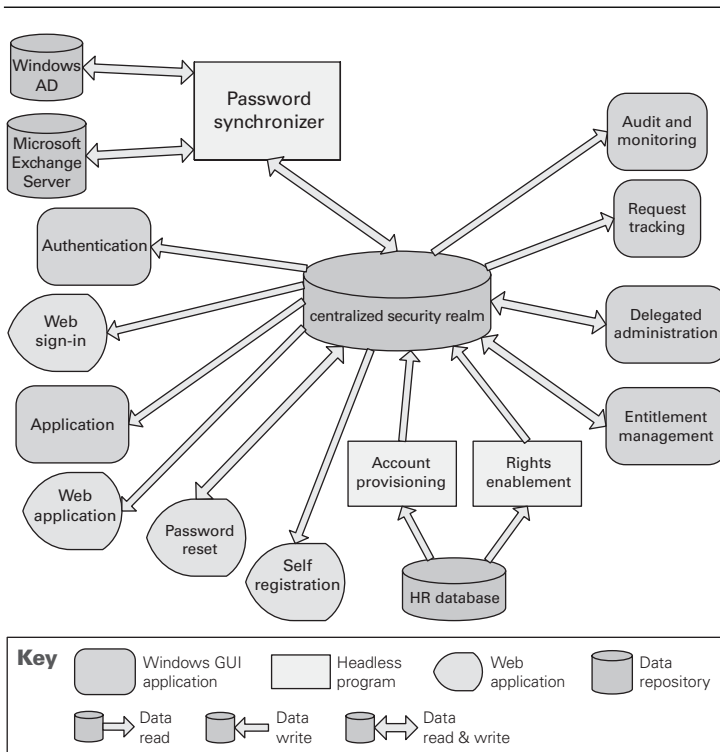 Windows
AD
Password
synchronizer
Microsoft
Exchange
Server
Audit and
monitoring
Request
tracking
Authentication
centralized security realm
Web
sign-in
Delegated
administration
Application
Entitlement
management
Account
provisioning
Rights
enablement
Web
application
Password
reset
Self
registration
HR database
Key
Windows GUI
application
Headless
program
Web
application
Data
repository
Data
read
Data
write
Data
read & write